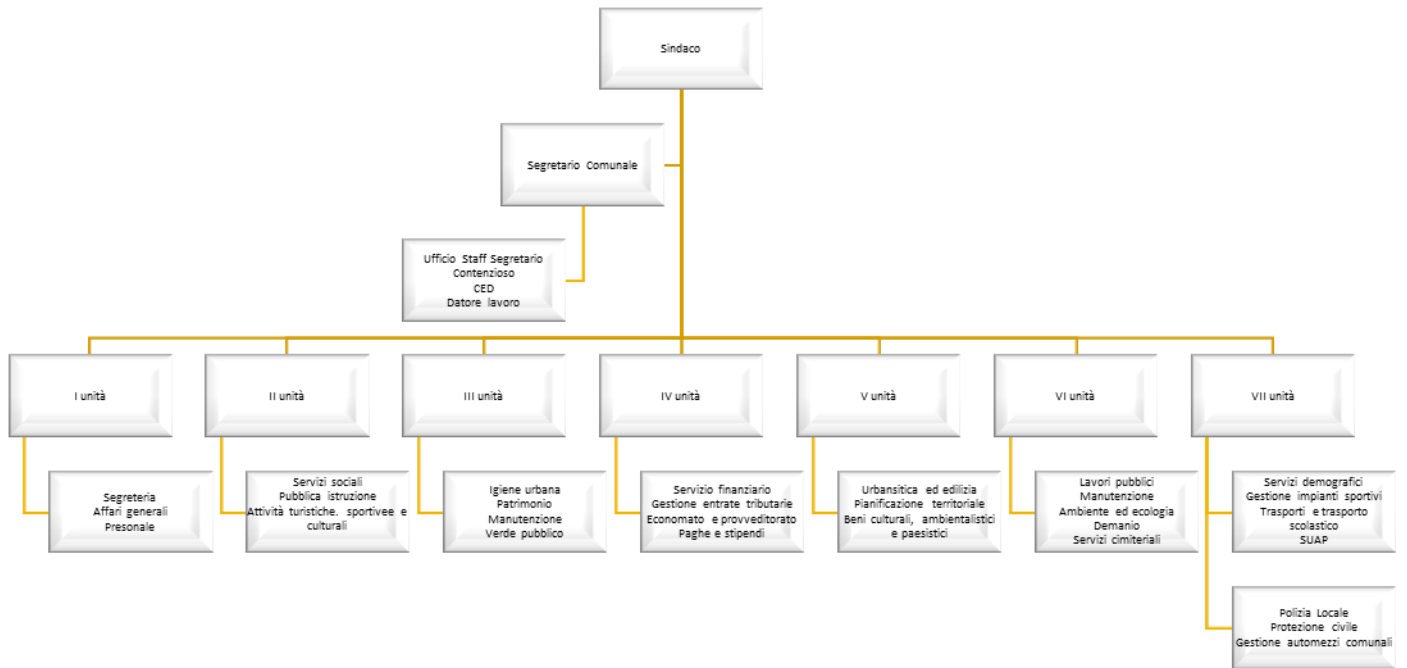 Sindaco
Segretario Comunale
Ufficio Staff Segretario
Contenzioso
CED
Datore lavoro
I unità
II unità
III unità
IV unità
V unità
VI unità
VII unità
Segreteria
Affari generali
Presonale
Servizi sociali
Pubblica istruzione
Attività turistiche. sportivee e
culturali
Igiene urbana
Patrimonio
Manutenzione
Verde pubblico
Servizio finanziario
Gestione entrate tributarie
Economato e provveditorato
Paghe e stipendi
Urbansitica ed edilizia
Pianificazione territoriale
Beni culturali, ambientalistici
e paesistici
Lavori pubblici
Manutenzione
Ambiente ed ecologia
Demanio
Servizi cimiteriali
Servizi demografici
Gestione impianti sportivi
Trasporti e trasporto
scolastico
SUAP
Polizia Locale
Protezione civile
Gestione automezzi comunali